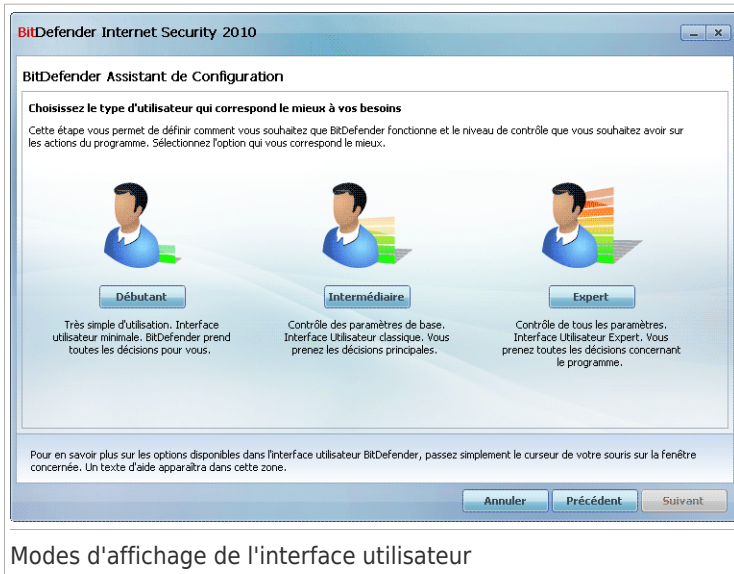 BitDefender Internet Security 2010
BitDefender Assistant de Configuration
Choisissez le type d'utilisateur qui correspond le mieux à vos besoins
Cette étape vous permet de définir comment vous souhaitez que BitDefender fonctionne et le niveau de contrôle que vous souhaitez avoir sur
les actions du programme. Sélectionnez l'option qui vous correspond le mieux.
Débutant
Très simple d'utilisation. Interface
utilisateur minimale. BitDefender prend
toutes les décisions pour vous.
Intermédiaire
Contrôle des paramètres de base.
Interface Utilisateur classique. Vous
prenez les décisions principales.
Expert
Contrôle de tous les paramètres.
Interface Utilisateur Expert. Vous
prenez toutes les décisions concernant
le programme.
Pour en savoir plus sur les options disponibles dans l'interface utilisateur BitDefender, passez simplement le curseur de votre souris sur la fenêtre
concernée. Un texte d'aide apparaîtra dans cette zone.
Annuler
Précédent
Suivant
Modes d'affichage de l'interface utilisateur